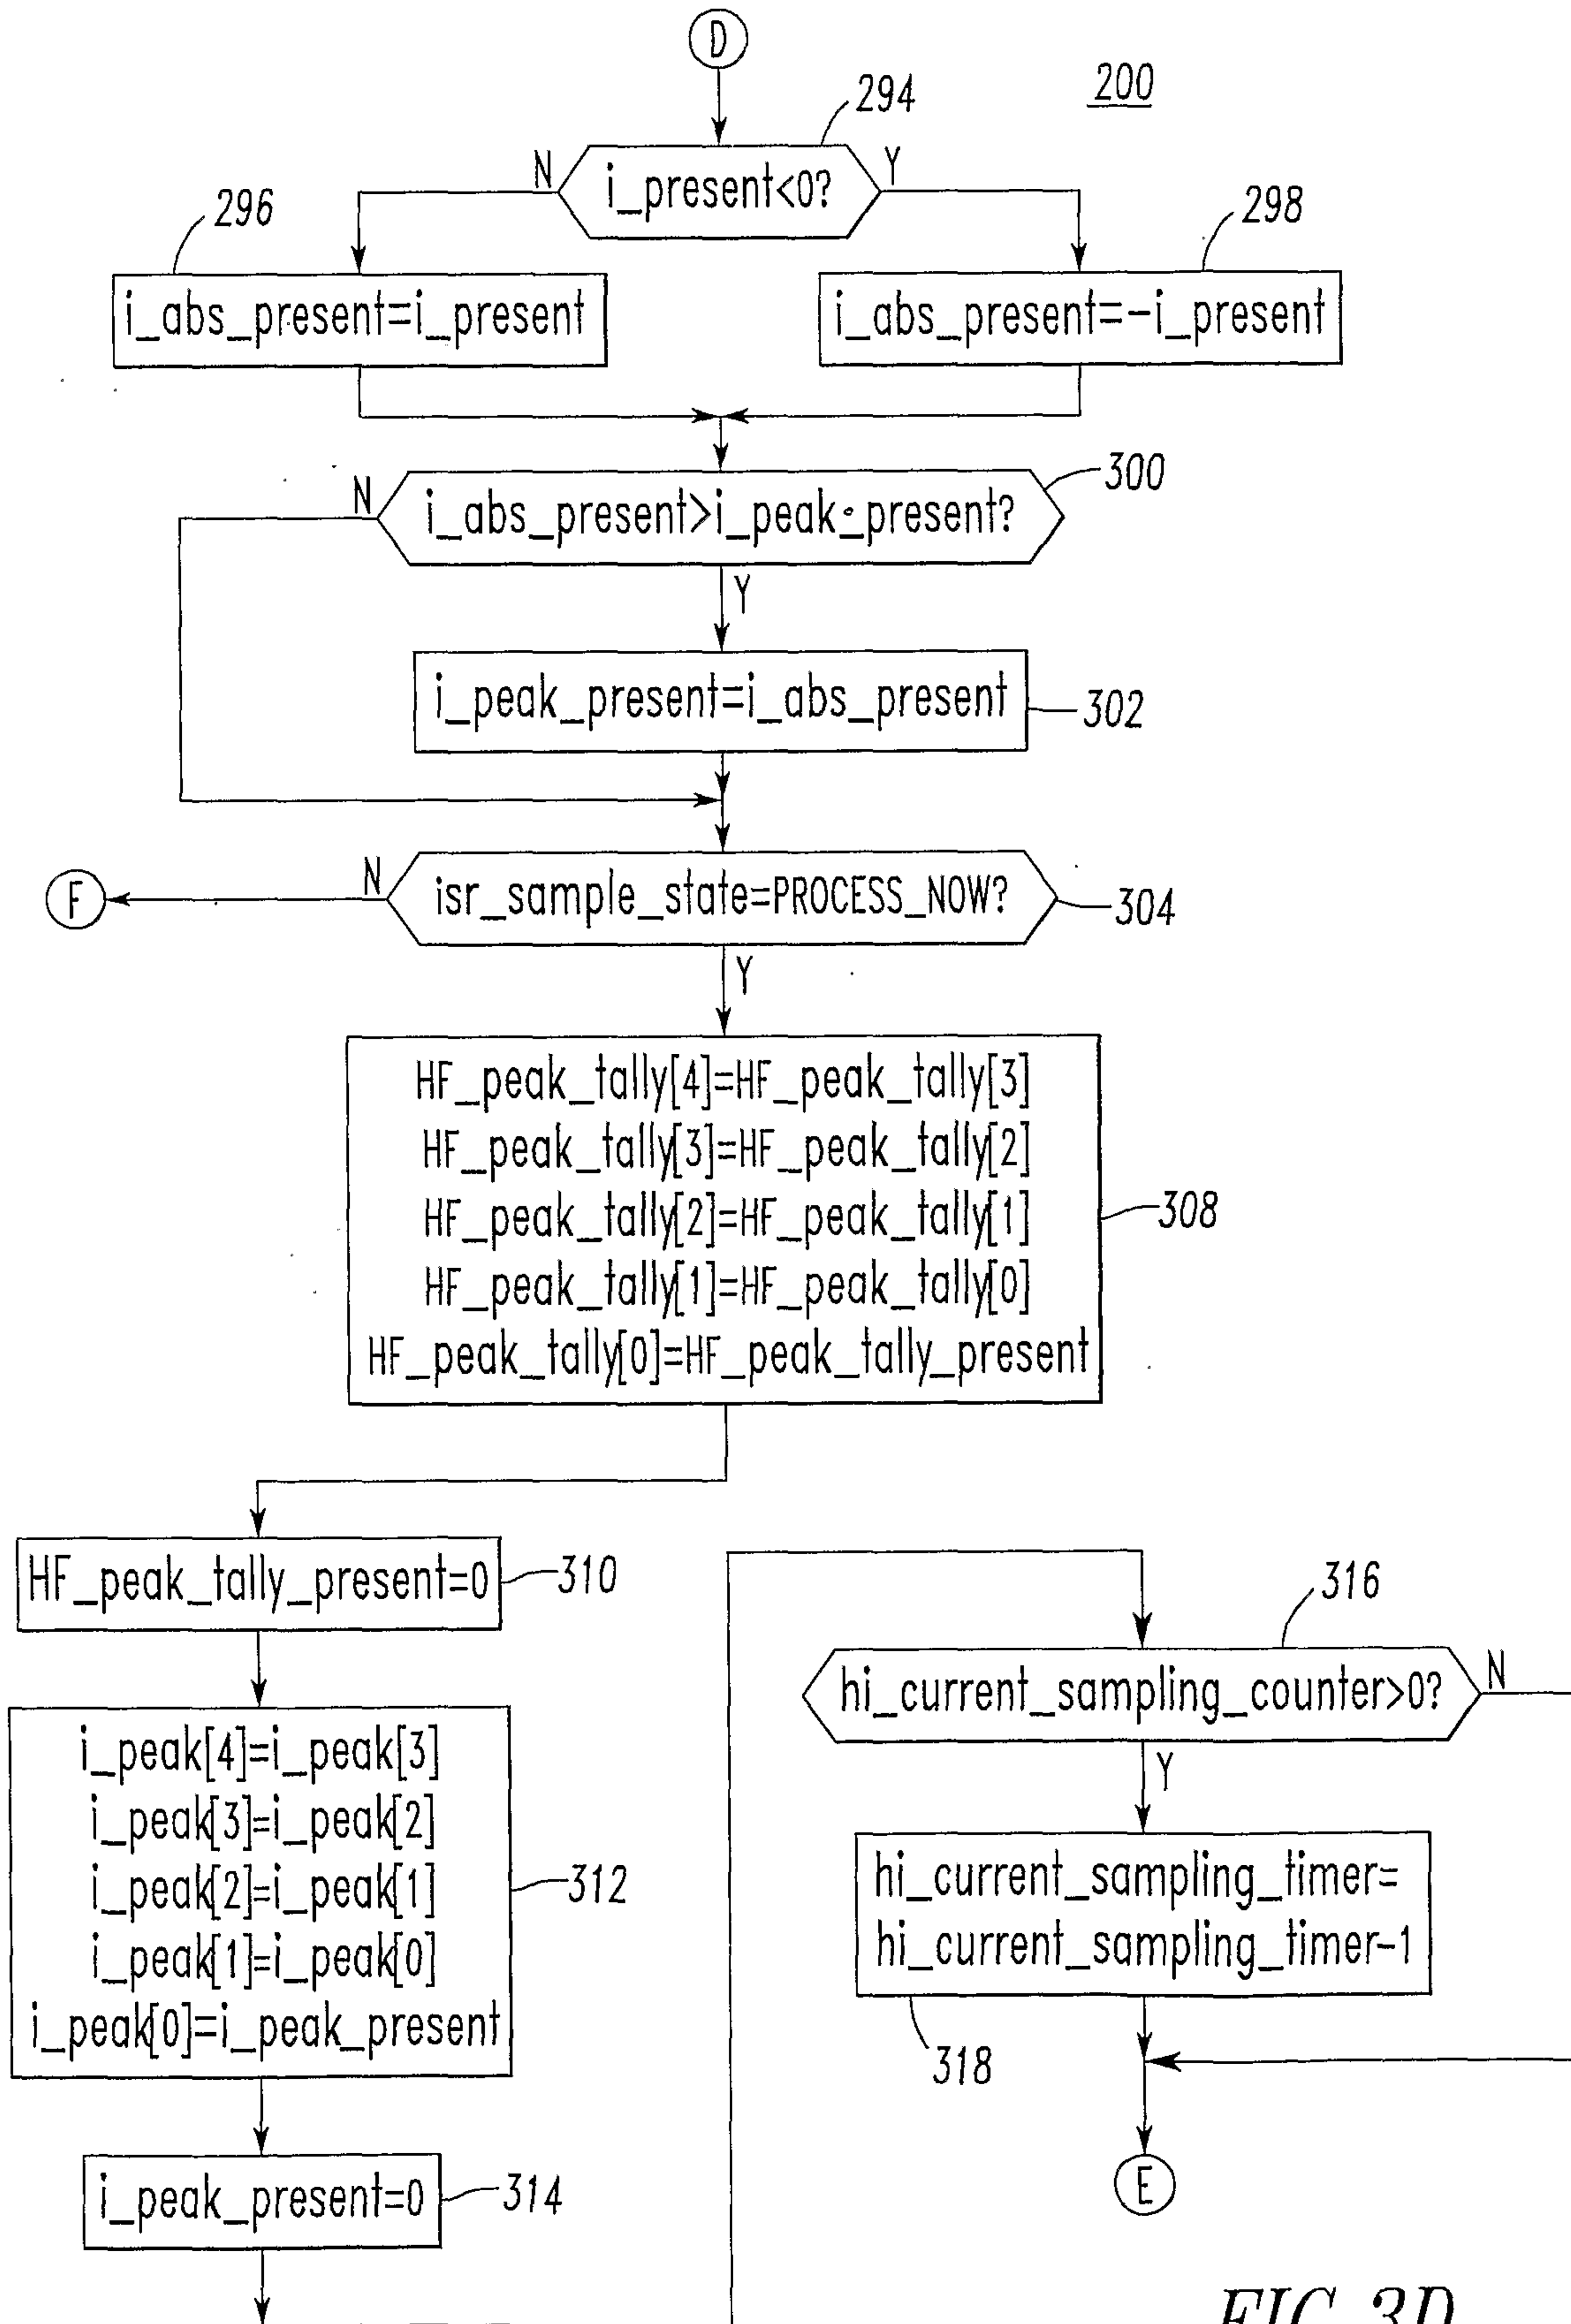 D
200
294
N
i_present<0?
Y
296
298
i_abs_present=i_present
i_abs_present=-i_present
300
N
i_abs_present>i_peak_present?
Y
i_peak_present=i_abs_present
302
F
N
isr_sample_state=PROCESS_NOW?
304
Y
HF_peak_tally[4]=HF_peak_tally[3]
HF_peak_tally[3]=HF_peak_tally[2]
HF_peak_tally[2]=HF_peak_tally[1]
HF_peak_tally[1]=HF_peak_tally[0]
HF_peak_tally[0]=HF_peak_tally_present
308
HF_peak_tally_present=0
310
i_peak[4]=i_peak[3]
i_peak[3]=i_peak[2]
i_peak[2]=i_peak[1]
i_peak[1]=i_peak[0]
i_peak[0]=i_peak_present
312
i_peak_present=0
314
316
hi_current_sampling_counter>0?
N
Y
hi_current_sampling_timer=
hi_current_sampling_timer-1
318
E
FIG. 3D